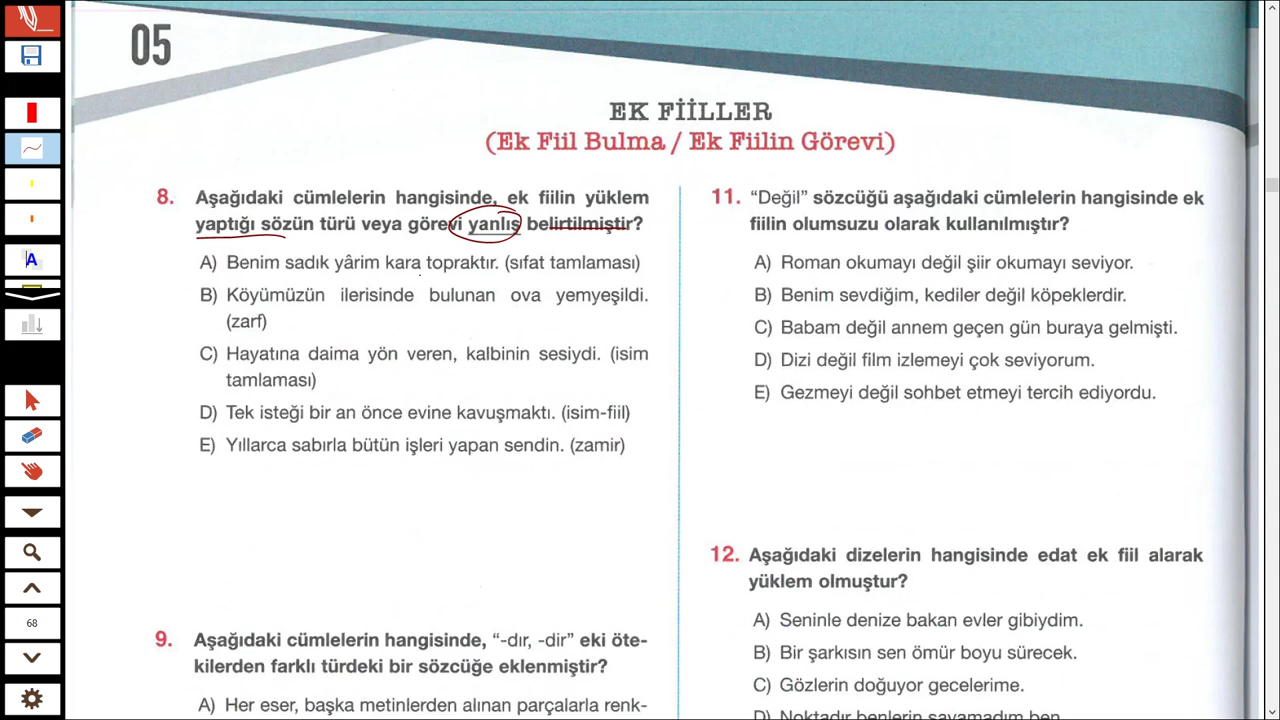 05
EK FİİLLER
(Ek Fiil Bulma / Ek Fiilin Görevi)
8. Aşağıdaki cümlelerin hangisinde, ek fiilin yüklem
yaptığı sözün türü veya görevi yanlış belirtilmiştir?
A) Benim sadık yârim kara topraktır. (sıfat tamlaması)
B) Köyümüzün ilerisinde bulunan ova yemyeşildi.
(zarf)
C) Hayatına daima yön veren, kalbinin sesiydi. (isim
tamlaması)
D) Tek isteği bir an önce evine kavuşmaktı. (isim-fiil)
E) Yıllarca sabırla bütün işleri yapan sendin. (zamir)
9. Aşağıdaki cümlelerin hangisinde, “-dır, -dir” eki öte-
kilerden farklı türdeki bir sözcüğe eklenmiştir?
A) Her eser, başka metinlerden alınan parçalarla renk-
11. “Değil” sözcüğü aşağıdaki cümlelerin hangisinde ek
fiilin olumsuzu olarak kullanılmıştır?
A) Roman okumayı değil şiir okumayı seviyor.
B) Benim sevdiğim, kediler değil köpeklerdir.
C) Babam değil annem geçen gün buraya gelmişti.
D) Dizi değil film izlemeyi çok seviyorum.
E) Gezmeyi değil sohbet etmeyi tercih ediyordu.
12. Aşağıdaki dizelerin hangisinde edat ek fiil alarak
yüklem olmuştur?
A) Seninle denize bakan evler gibiydim.
B) Bir şarkısın sen ömür boyu sürecek.
C) Gözlerin doğuyor gecelerime.
D) Noktadır benlerin sayamadım ben
A
68